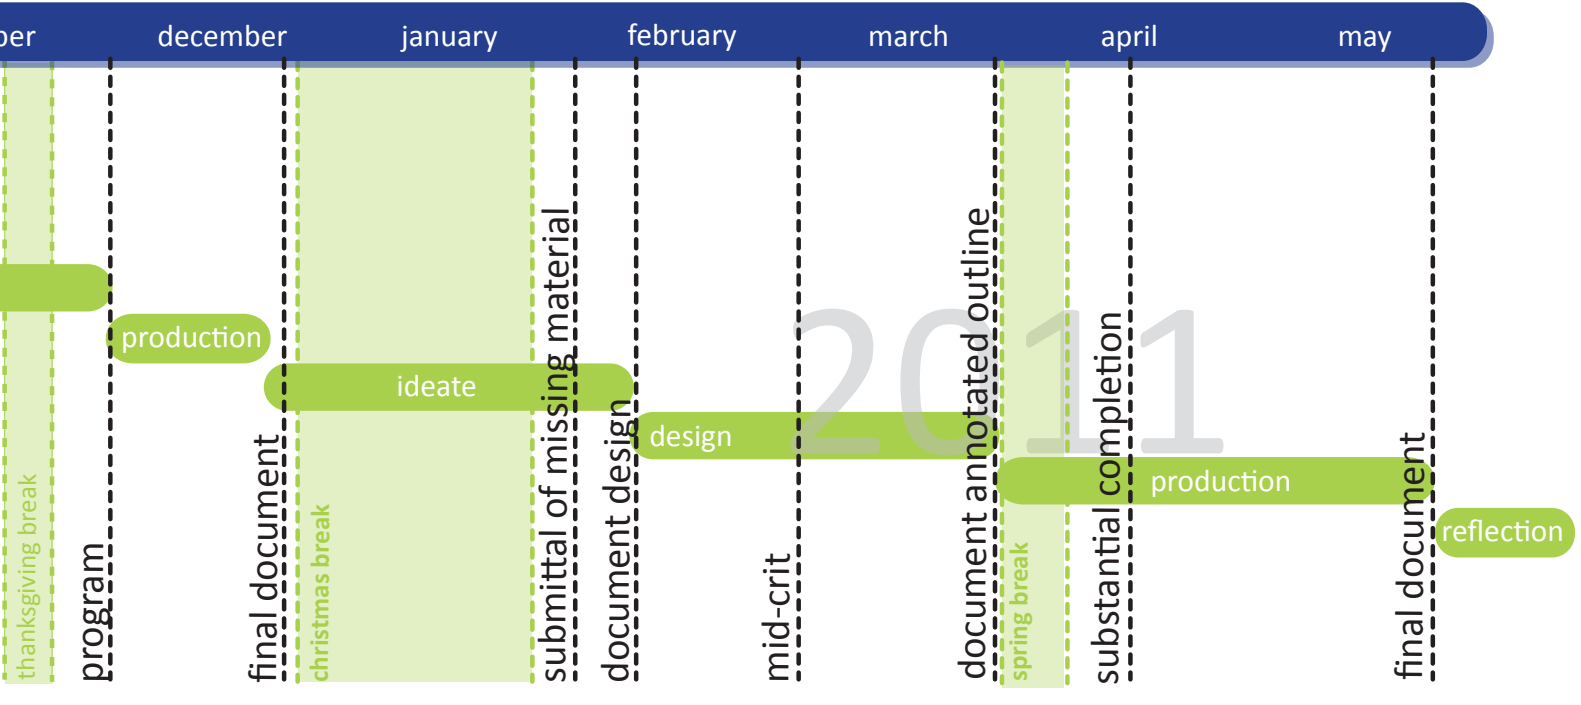 ber
december
january
february
march
april
may
2011
production
ideate
design
production
reflection
thanksgiving break
program
final document
christmas break
submittal of missing material
document design
mid-crit
document annotated outline
spring break
substantial completion
final document